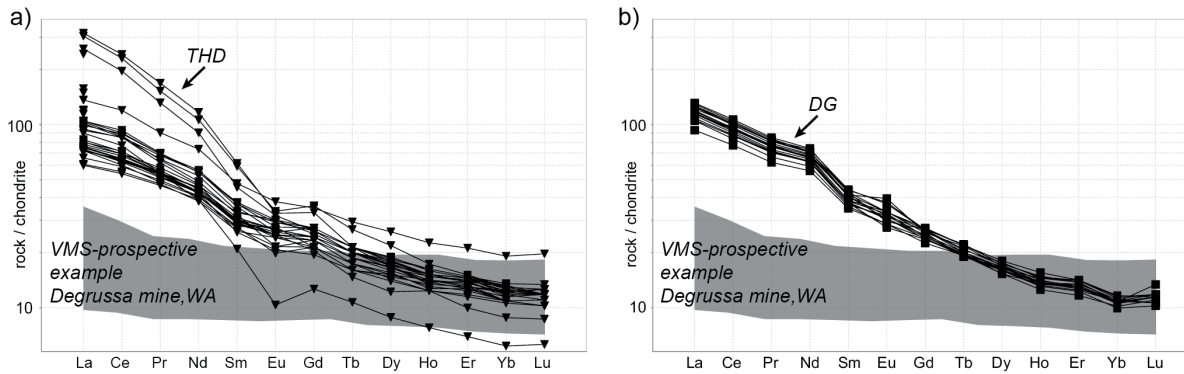 a)
100
10
rock / chondrite
THD
VMS-prospective
example
Degrussa mine,WA
La Ce Pr Nd Sm Eu Gd Tb Dy Ho Er Yb Lu
b)
100
10
rock / chondrite
DG
VMS-prospective
example
Degrussa mine,WA
La Ce Pr Nd Sm Eu Gd Tb Dy Ho Er Yb Lu